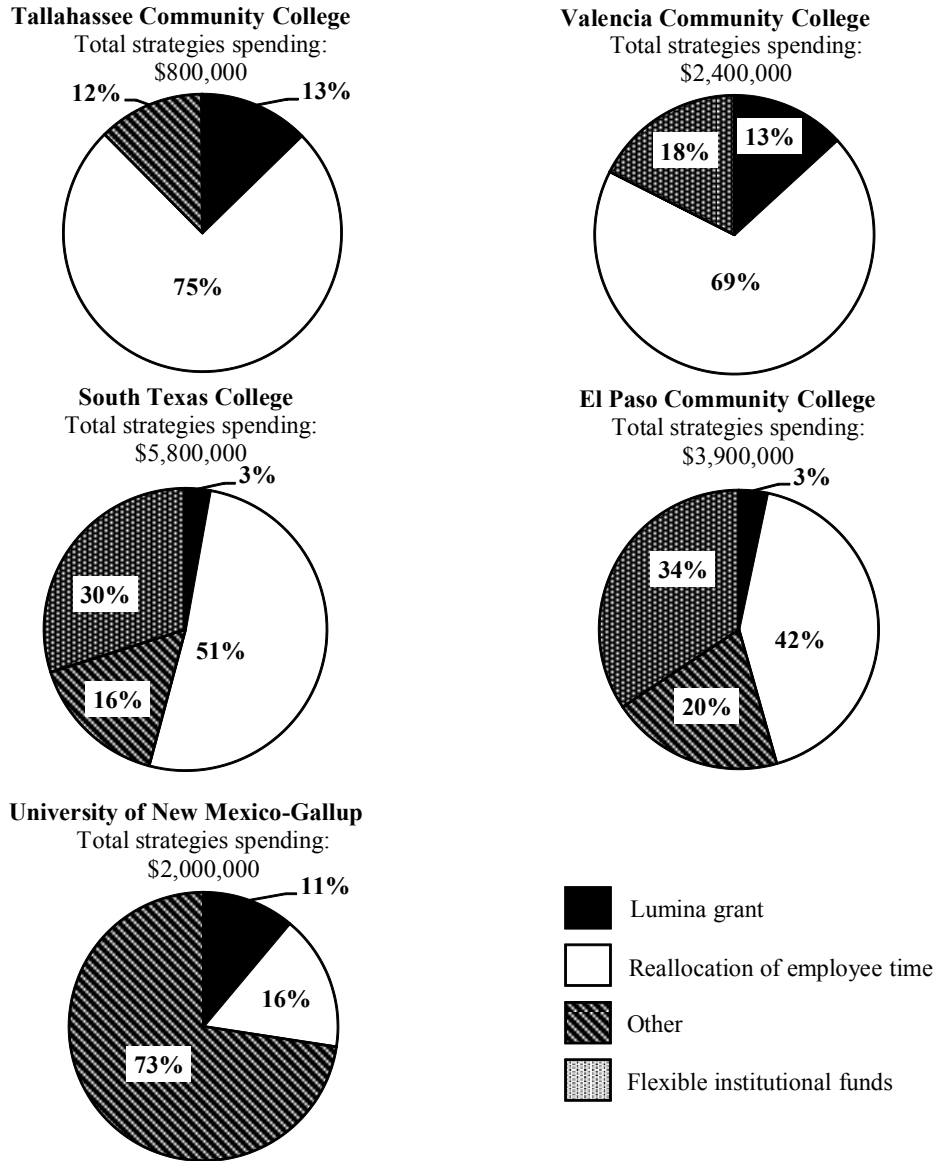 Tallahassee Community College
Total strategies spending:
$800,000
12%
13%
75%
Valencia Community College
Total strategies spending:
$2,400,000
18%
13%
69%
South Texas College
Total strategies spending:
$5,800,000
3%
30%
51%
16%
El Paso Community College
Total strategies spending:
$3,900,000
3%
34%
42%
20%
University of New Mexico-Gallup
Total strategies spending:
$2,000,000
11%
16%
73%
Lumina grant
Reallocation of employee time
Other
Flexible institutional funds